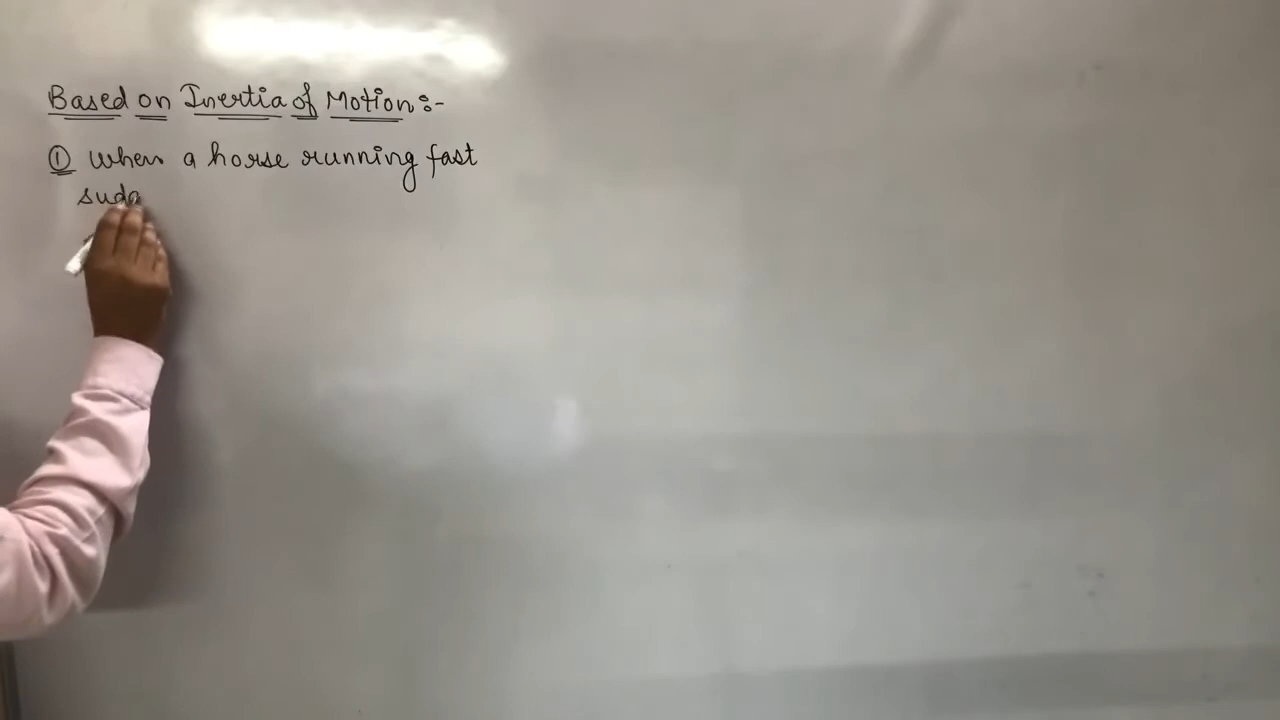 Based on Inertia of Motion :-
① When a horse running fast
sudd